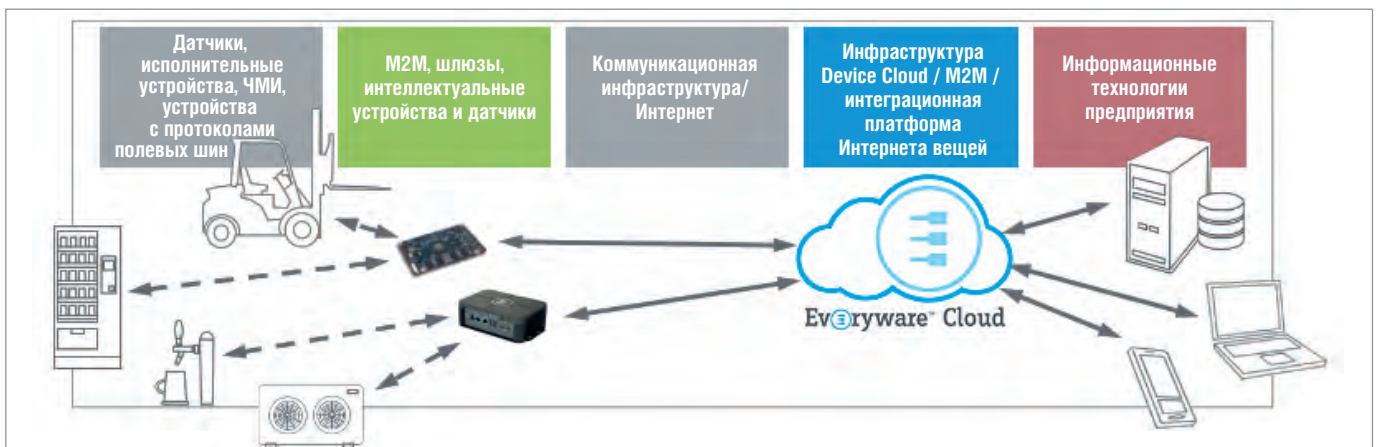 Датчики,
исполнительные
устройства, ЧМИ,
устройства
с протоколами
полевых шин
M2M, шлюзы,
интеллектуальные
устройства и датчики
Коммуникационная
инфраструктура/
Интернет
Инфраструктура
Device Cloud / M2M /
интеграционная
платформа
Интернета вещей
Информационные
технологии
предприятия
Everyware™ Cloud